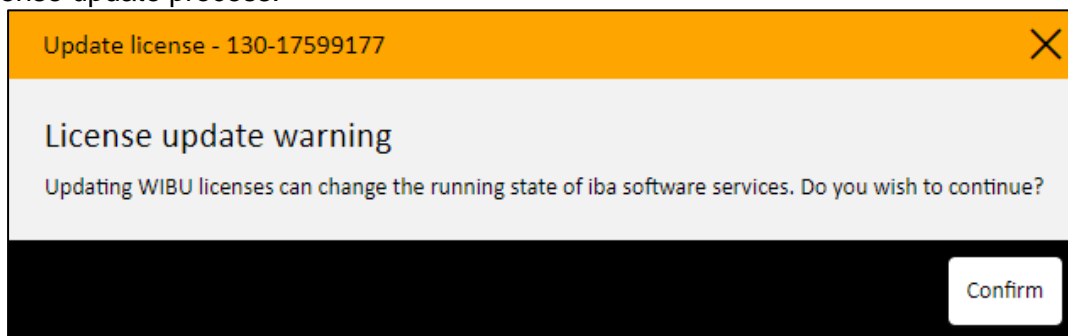 Update license - 130-17599177
License update warning
Updating WIBU licenses can change the running state of iba software services. Do you wish to continue?
Confirm